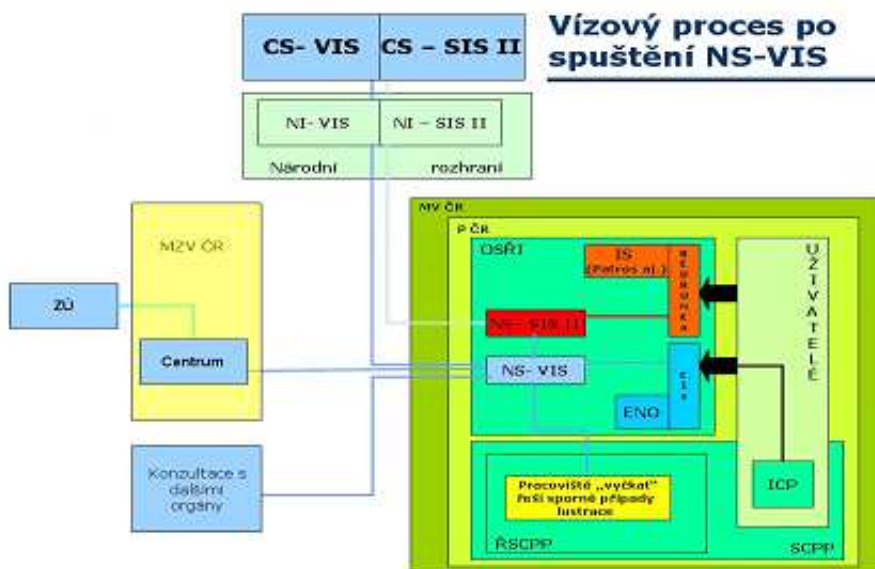 Vízový proces po
spuštění NS-VIS
CS- VIS
CS – SIS II
NI- VIS
NI – SIS II
Národní
rozhraní
MV ČR
P ČR
MZV ČR
OSŘI
IS
(Patros aj.)
UŽIVATELÉ
ZÚ
NS- SIS II
Centrum
NS- VIS
CIS
ENO
Konzultace s
dalšími
orgány
Pracoviště „vyčkat“
řeší sporné případy
lustrace
ICP
ŘSCPP
SCPP